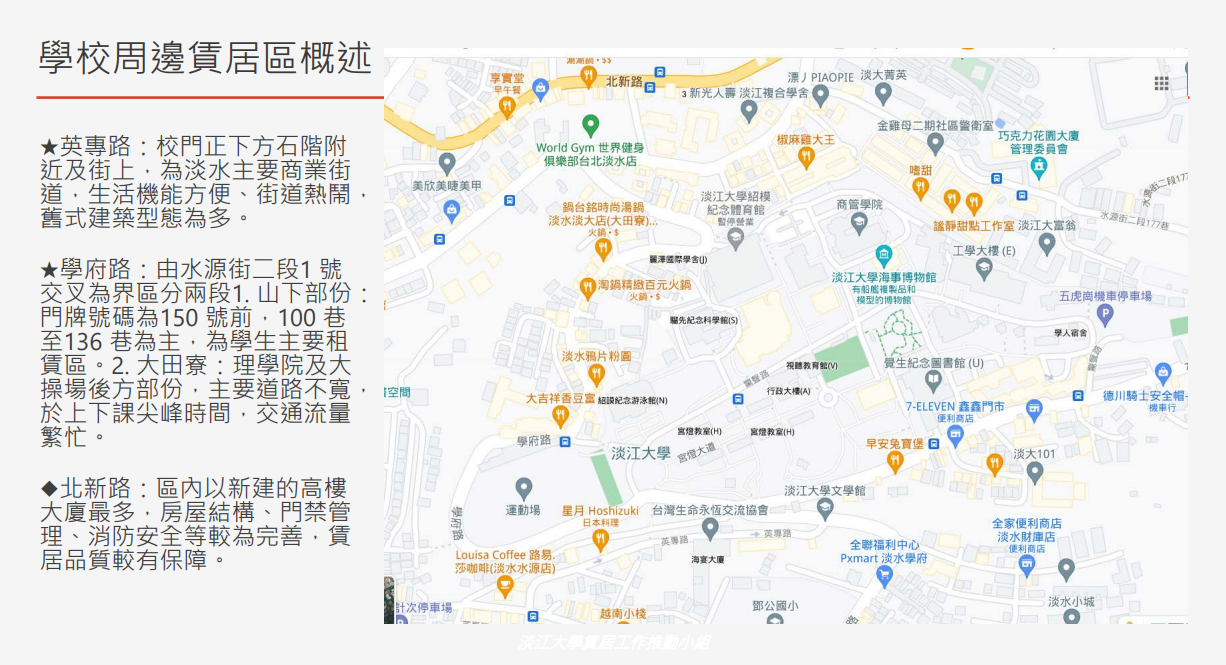 學校周邊賃居區概述
★英專路：校門正下方石階附
近及街上，為淡水主要商業街
道，生活機能方便、街道熱鬧，
舊式建築型態為多。
★學府路：由水源街二段1 號
交叉為界區分兩段1. 山下部份：
門牌號碼為150 號前，100 巷
至136 巷為主，為學生主要租
賃區。2. 大田寮：理學院及大
操場後方部份，主要道路不寬，
於上下課尖峰時間，交通流量
繁忙。
◆北新路：區內以新建的高樓
大廈最多，房屋結構、門禁管
理、消防安全等較為完善，賃
居品質較有保障。
享實堂
早午餐
北新路
漂丿PIAOPIE
淡大菁英
3 新光人壽 淡江複合學舍
World Gym 世界健身
俱樂部台北淡水店
椒麻雞大王
金雞母二期社區警衛室
巧克力花園大廈
管理委員會
美欣美睫美甲
嗜甜
水源街二段177
鍋台銘時尚湯鍋
淡水淡大店(大田寮)...
火鍋・$
淡江大學紹模
紀念體育館
暫停營業
商管學院
謐靜甜點工作室
淡江大富翁
水源街二段177巷
麗澤國際學舍(J)
工學大樓 (E)
淡江大學海事博物館
有船艦複製品和
模型的博物館
淘鍋精緻百元火鍋
火鍋・$
五虎崗機車停車場
騮先紀念科學館(S)
學人宿舍
淡水鴉片粉圓
視聽教育館(V)
覺生紀念圖書館 (U)
驚聲路
驚聲路
行政大樓(A)
空間
大吉祥香豆富
紹謨紀念游泳館(N)
德川騎士安全帽-
機車行
7-ELEVEN 鑫鑫門市
便利商店
宮燈教室(H)
宮燈教室(H)
學府路
淡江大學
宮燈大道
早安兔寶堡
淡大101
運動場
淡江大學文學館
學府路
星月 Hoshizuki
日本料理
台灣生命永恆交流協會
英專路
英專路
全家便利商店
淡水財庫店
便利商店
Louisa Coffee 路易.
莎咖啡(淡水水源店)
海宴大廈
全聯福利中心
Pxmart 淡水學府
計次停車場
越南小棧
鄧公國小
淡水小城
淡江大學賃居工作推動小組